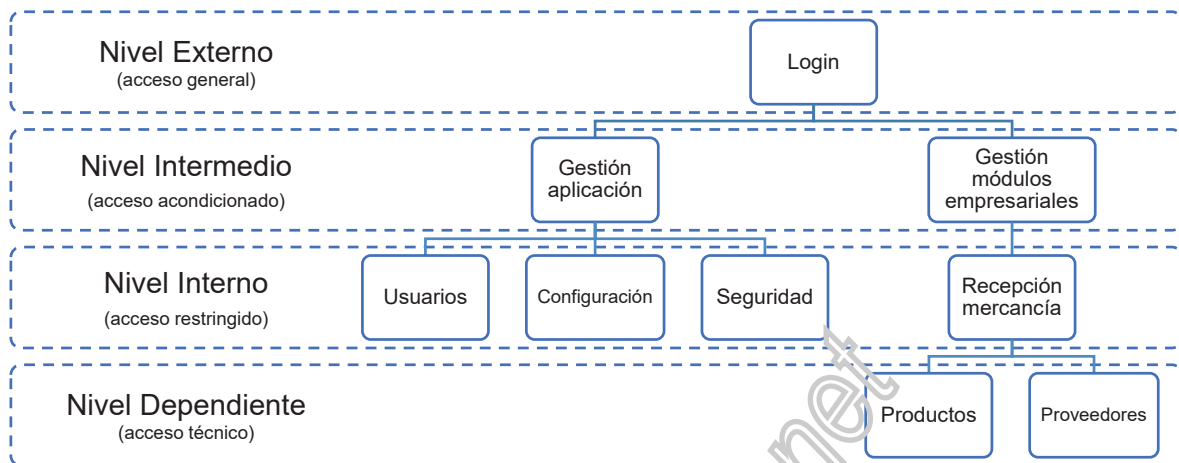 Nivel Externo
(acceso general)
Login
Nivel Intermedio
(acceso acondicionado)
Gestión
aplicación
Gestión
módulos
empresariales
Nivel Interno
(acceso restringido)
Usuarios
Configuración
Seguridad
Recepción
mercancía
Nivel Dependiente
(acceso técnico)
Productos
Proveedores
net